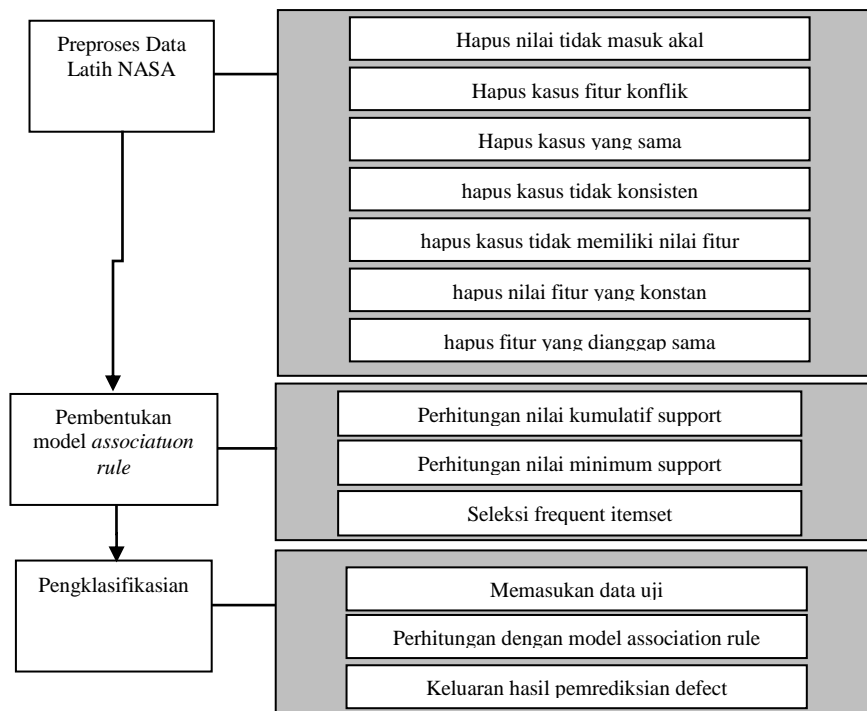 Preproses Data
Latih NASA
Hapus nilai tidak masuk akal
Hapus kasus fitur konflik
Hapus kasus yang sama
hapus kasus tidak konsisten
hapus kasus tidak memiliki nilai fitur
hapus nilai fitur yang konstan
hapus fitur yang dianggap sama
Pembentukan
model associatuon
rule
Perhitungan nilai kumulatif support
Perhitungan nilai minimum support
Seleksi frequent itemset
Pengklasifikasian
Memasukan data uji
Perhitungan dengan model association rule
Keluaran hasil pemrediksian defect